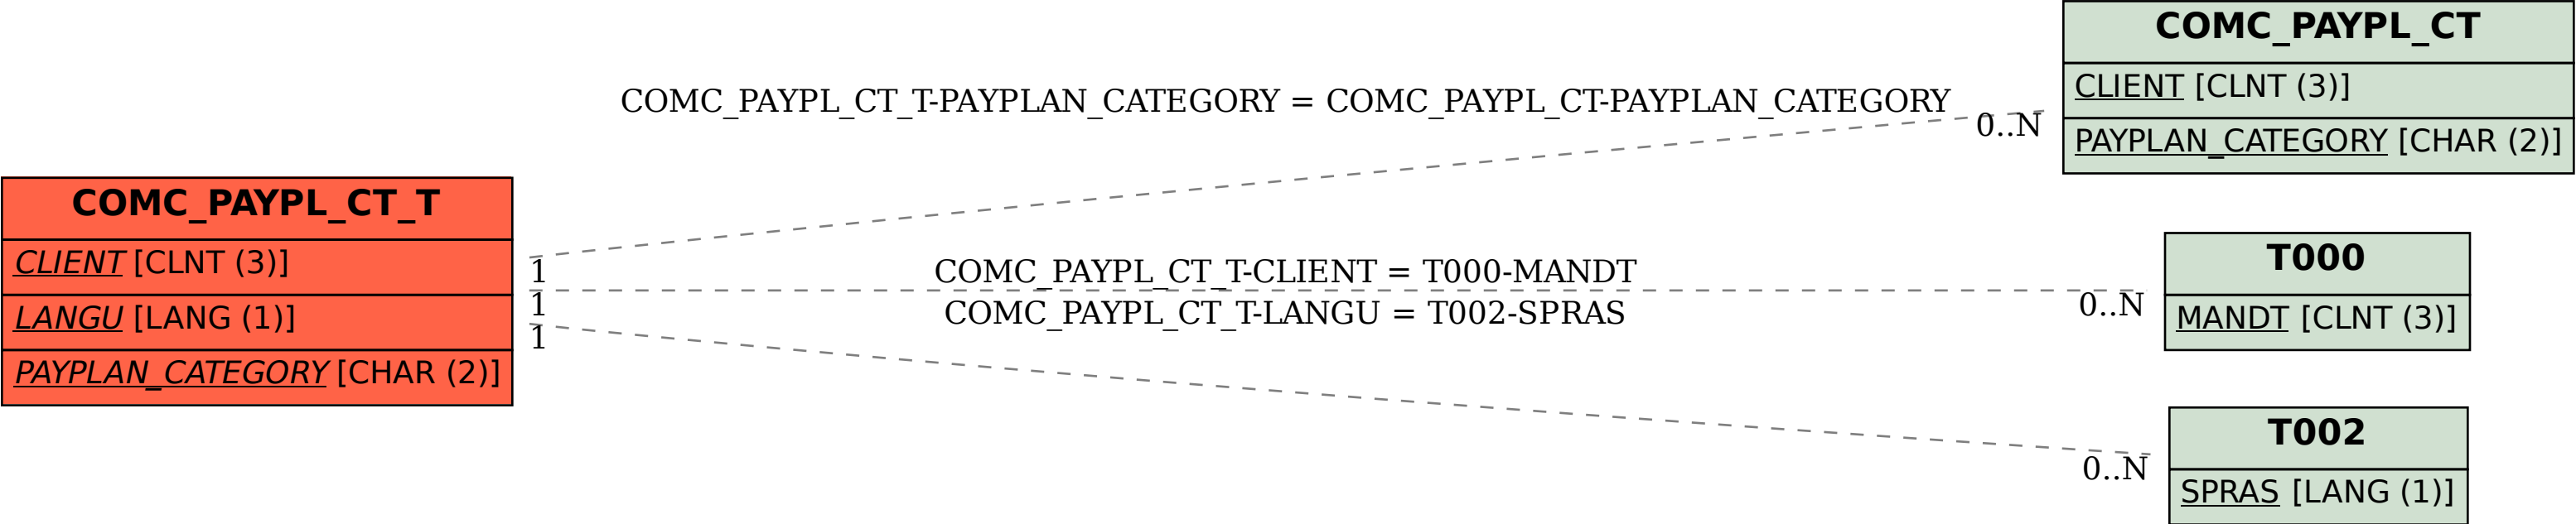 COMC_PAYPL_CT
CLIENT [CLNT (3)]
PAYPLAN_CATEGORY [CHAR (2)]
COMC_PAYPL_CT_T-PAYPLAN_CATEGORY = COMC_PAYPL_CT-PAYPLAN_CATEGORY
0..N
COMC_PAYPL_CT_T
CLIENT [CLNT (3)]
LANGU [LANG (1)]
PAYPLAN_CATEGORY [CHAR (2)]
1
1
1
COMC_PAYPL_CT_T-CLIENT = T000-MANDT
COMC_PAYPL_CT_T-LANGU = T002-SPRAS
0..N
T000
MANDT [CLNT (3)]
0..N
T002
SPRAS [LANG (1)]